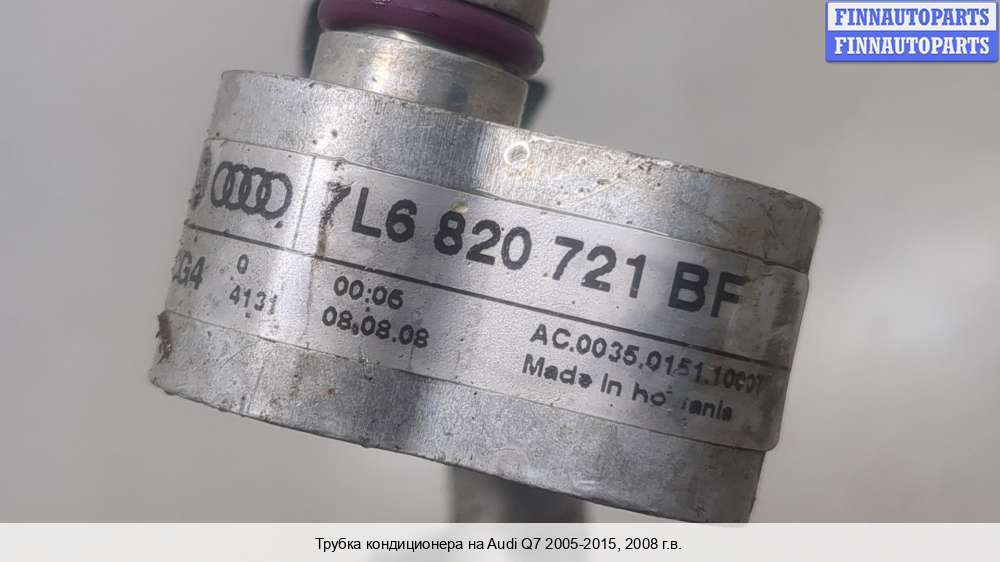 FINNAUTOPARTS
FINNAUTOPARTS
7L6 820 721 BF
G4
0
4131
00:06
08.08.08
Made in
Трубка кондиционера на Audi Q7 2005-2015, 2008 г.в.